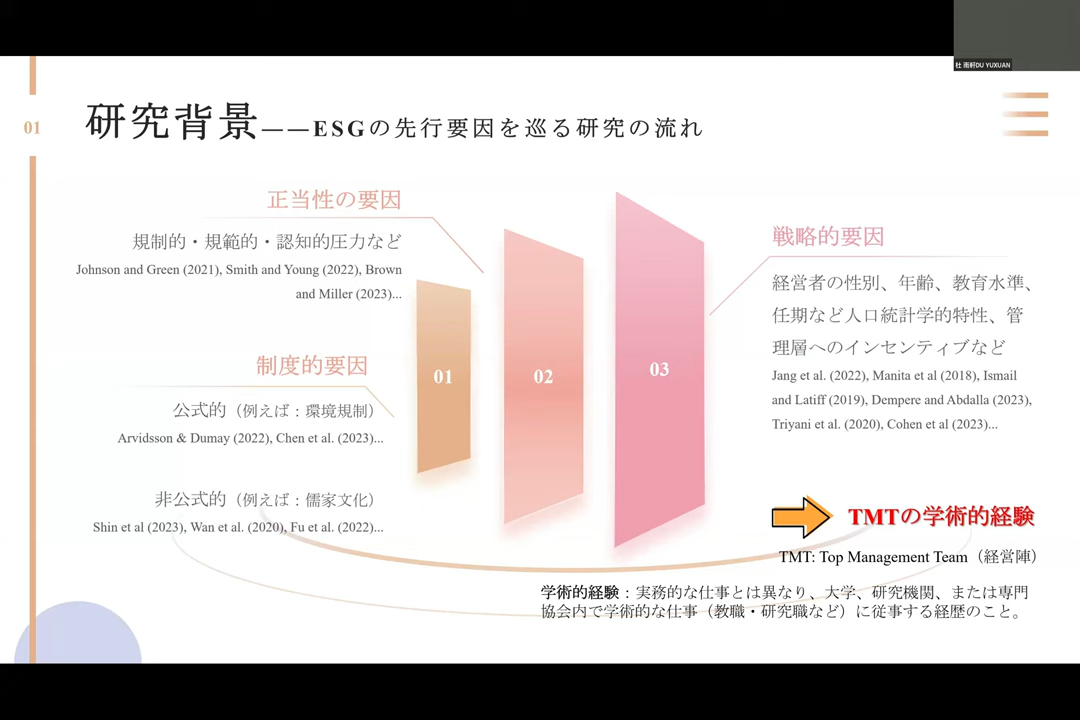 杜 雨軒DU YUXUAN
01
研究背景——ESGの先行要因を巡る研究の流れ
正当性の要因
規制的・規範的・認知的圧力など
Johnson and Green (2021), Smith and Young (2022), Brown
and Miller (2023)...
制度的要因
公式的（例えば：環境規制）
Arvidsson & Dumay (2022), Chen et al. (2023)...
非公式的（例えば：儒家文化）
Shin et al (2023), Wan et al. (2020), Fu et al. (2022)...
01
02
03
戦略的要因
経営者の性別、年齢、教育水準、
任期など人口統計学的特性、管
理層へのインセンティブなど
Jang et al. (2022), Manita et al (2018), Ismail
and Latiff (2019), Dempere and Abdalla (2023),
Triyani et al. (2020), Cohen et al (2023)...
TMTの学術的経験
TMT: Top Management Team（経営陣）
学術的経験：実務的な仕事とは異なり、大学、研究機関、または専門
協会内で学術的な仕事（教職・研究職など）に従事する経歴のこと。